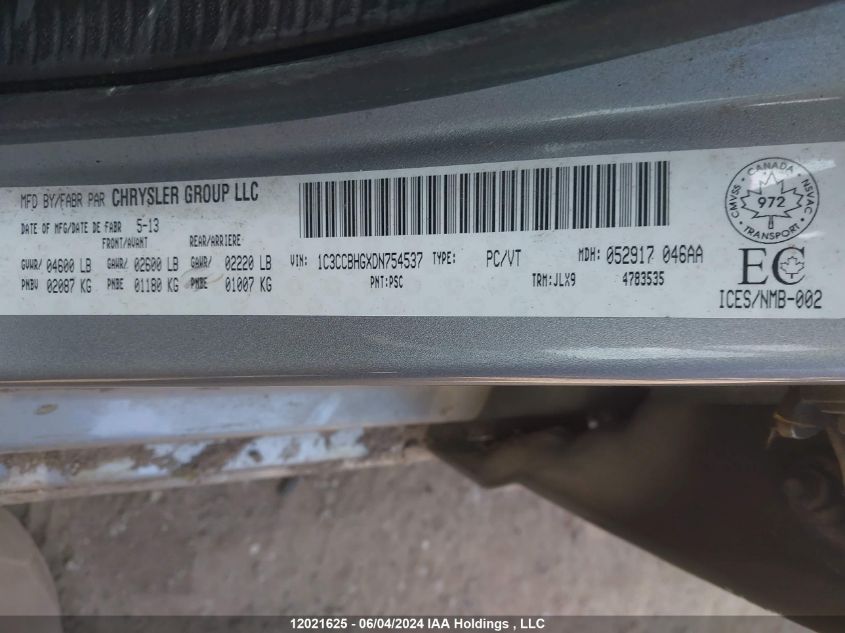 MFD BY/FABR PAR CHRYSLER GROUP LLC
DATE OF MFG/DATE DE FABR 5-13
FRONT/AVANT REAR/ARRIERE
GVWR/ 04600 LB GAWR/ 02600 LB GAWR/ 02220 LB
PNBV 02087 KG PNBE 01180 KG PNBE 01007 KG
VIN: 1C3CCBHGXDN754537 TYPE: PC/VT MDH: 052917 046AA
PNT:PSC TRM:JLX9 4783535
CANADA
CMVSS 972 NSVAC
TRANSPORT
EC
ICES/NMB-002
12021625 - 06/04/2024 IAA Holdings , LLC